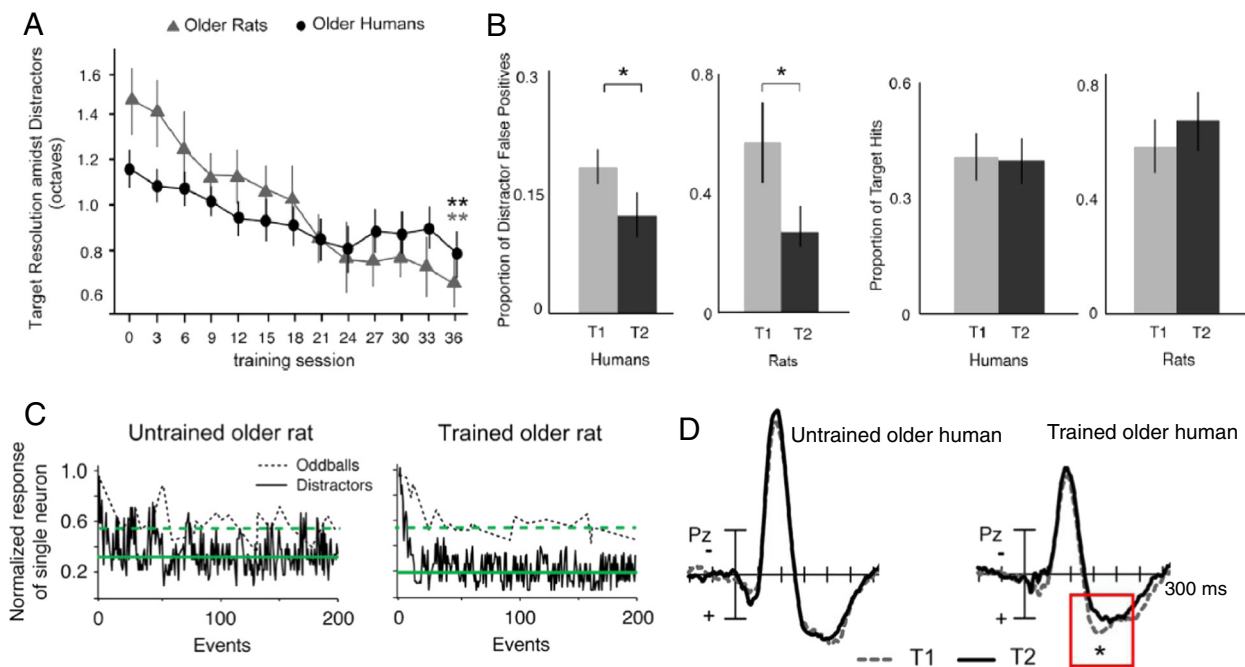 A
Older Rats
Older Humans
Target Resolution amidst Distractors
(octaves)
1.6
1.4
1.2
1.0
0.8
0.6
**
**
0 3 6 9 12 15 18 21 24 27 30 33 36
training session
B
Proportion of Distractor False Positives
0.3
0.15
0
*
T1 T2
Humans
0.8
0.4
0
*
T1 T2
Rats
Proportion of Target Hits
0.6
0.4
0.2
0
T1 T2
Humans
0.8
0.4
0
T1 T2
Rats
C
Untrained older rat
Trained older rat
Normalized response
of single neuron
1.0
0.6
0.2
Oddballs
Distractors
0 100 200
Events
0 100 200
Events
D
Untrained older human
Trained older human
Pz
-
+
Pz
-
+
300 ms
*
T1 T2